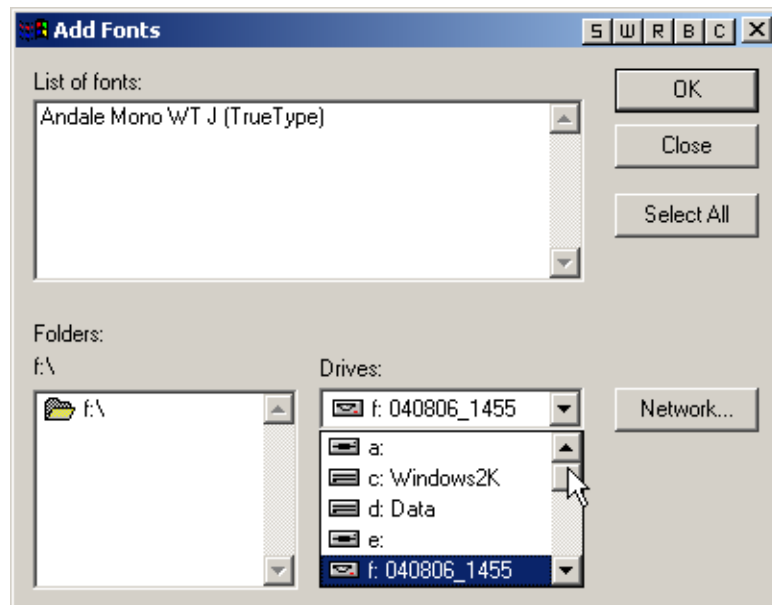 Add Fonts
S W R B C
List of fonts:
Andale Mono WT J (TrueType)
OK
Close
Select All
Folders:
f:\
f:\
Drives:
f: 040806_1455
a:
c: Windows2K
d: Data
e:
f: 040806_1455
Network...